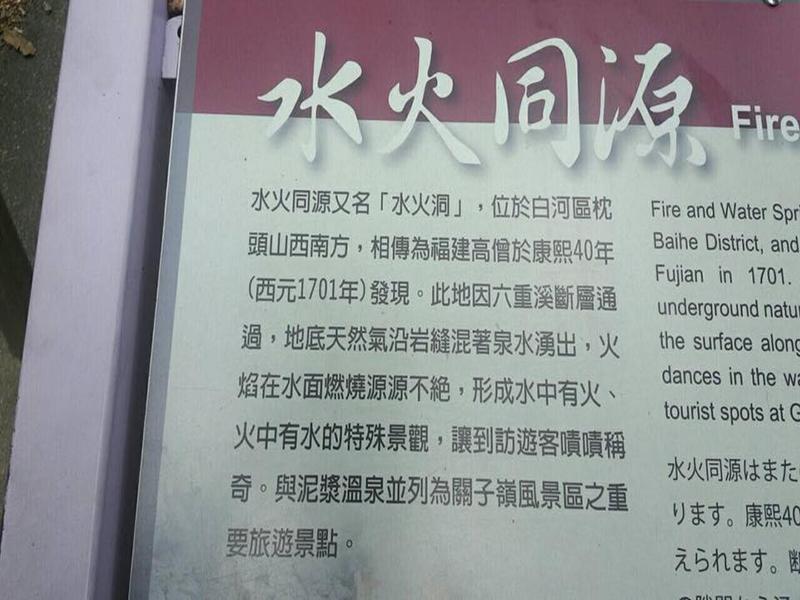 水火同源 Fire
水火同源又名「水火洞」，位於白河區枕
頭山西南方，相傳為福建高僧於康熙40年
(西元1701年)發現。此地因六重溪斷層通
過，地底天然氣沿岩縫混著泉水湧出，火
焰在水面燃燒源源不絕，形成水中有火、
火中有水的特殊景觀，讓到訪遊客嘖嘖稱
奇。與泥漿溫泉並列為關子嶺風景區之重
要旅遊景點。
Fire and Water Spri
Baihe District, and
Fujian in 1701.
underground natu
the surface along
dances in the wa
tourist spots at G
水火同源はまた
ります。康熙40
えられます。断